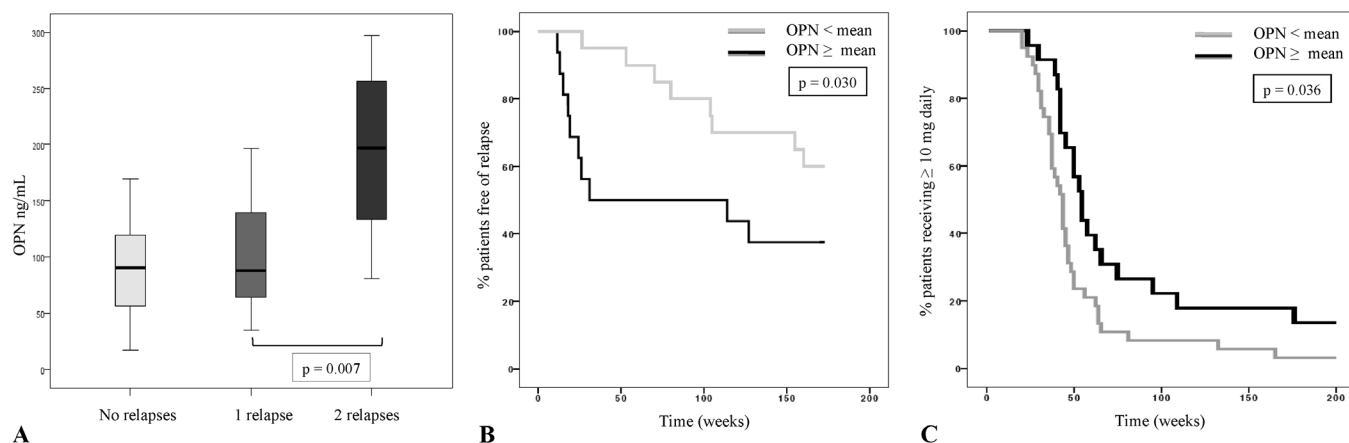 OPN ng/mL
300
250
200
150
100
50
0
p = 0.007
No relapses
1 relapse
2 relapses
A
% patients free of relapse
100
80
60
40
20
0
OPN < mean
OPN ≥ mean
p = 0.030
0
50
100
150
200
Time (weeks)
B
% patients receiving ≥ 10 mg daily
100
80
60
40
20
0
OPN < mean
OPN ≥ mean
p = 0.036
0
50
100
150
200
Time (weeks)
C